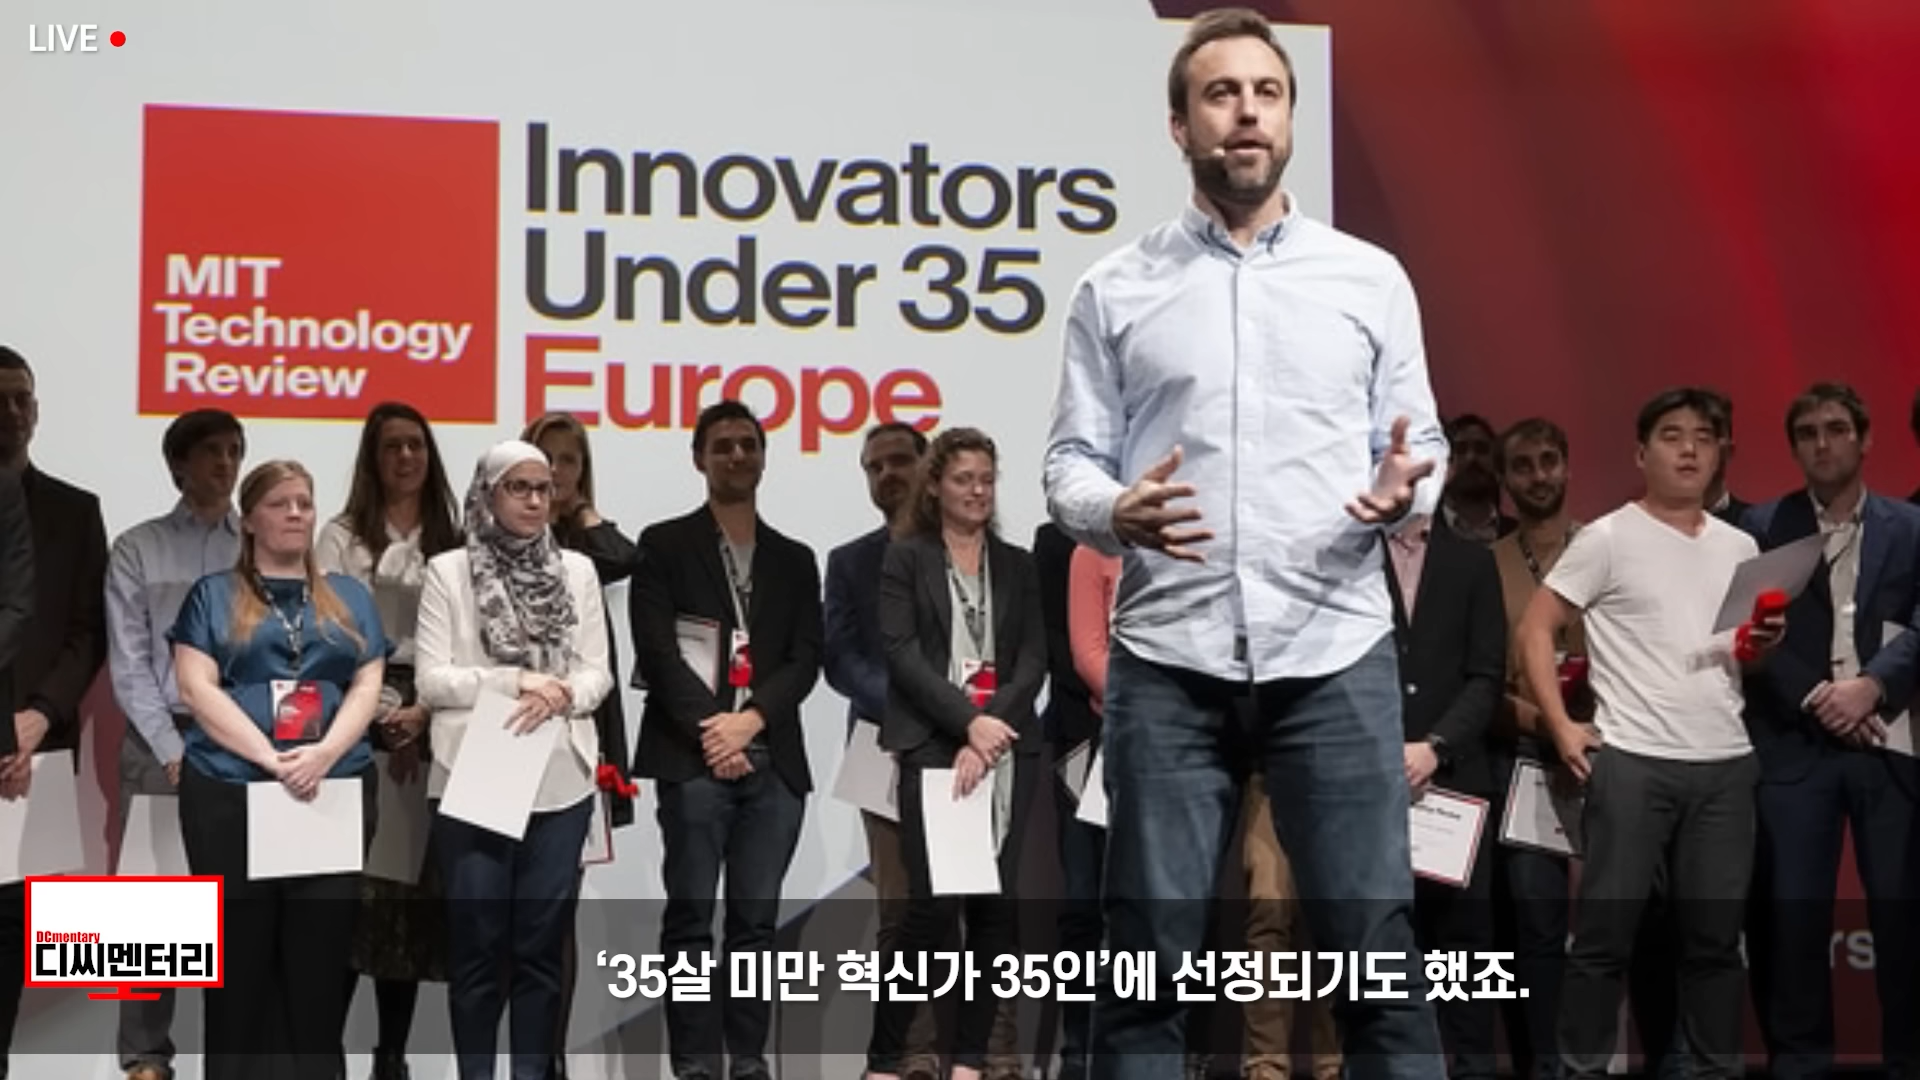 LIVE
Innovators
Under 35
Europe
MIT
Technology
Review
DCmentary
디씨멘터리
‘35살 미만 혁신가 35인’에 선정되기도 했죠.